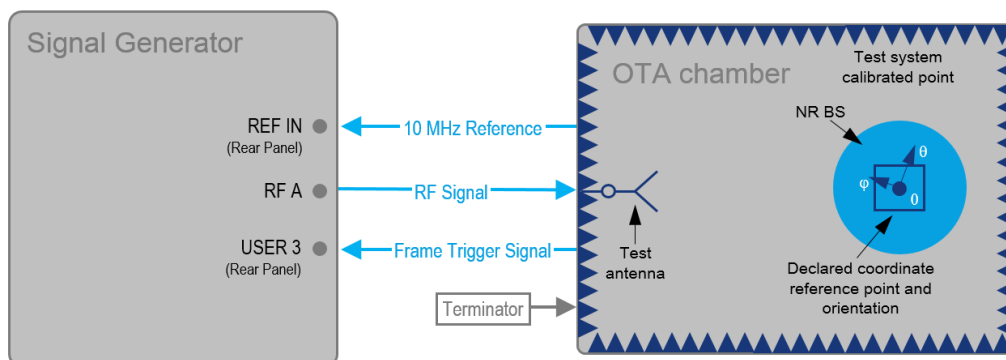 Signal Generator
REF IN
(Rear Panel)
RF A
USER 3
(Rear Panel)
10 MHz Reference
RF Signal
Frame Trigger Signal
Terminator
OTA chamber
Test system
calibrated point
NR BS
θ
φ
0
Test
antenna
Declared coordinate
reference point and
orientation